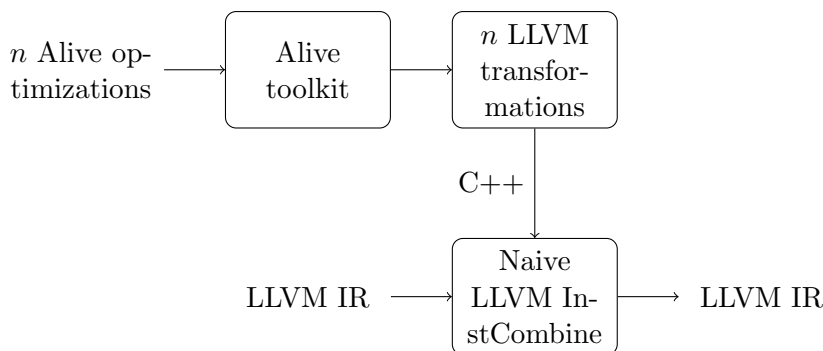 n Alive op-
timizations
Alive
toolkit
n LLVM
transfor-
mations
C++
LLVM IR
Naive
LLVM In-
stCombine
LLVM IR